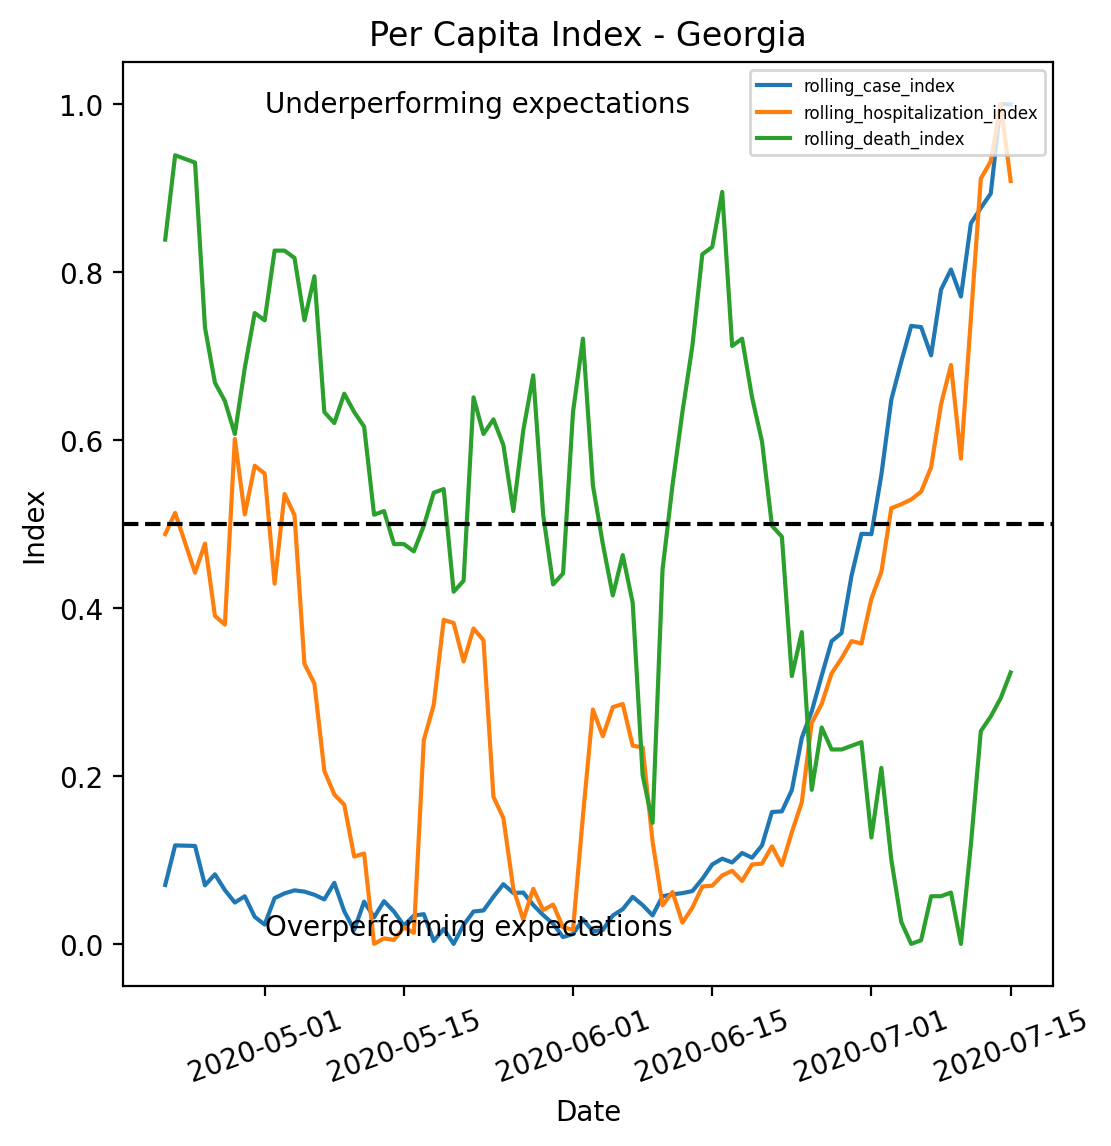 Per Capita Index - Georgia
Underperforming expectations
rolling_case_index
rolling_hospitalization_index
rolling_death_index
1.0
0.8
0.6
0.4
0.2
0.0
Index
Overperforming expectations
2020-05-01
2020-05-15
2020-06-01
2020-06-15
2020-07-01
2020-07-15
Date